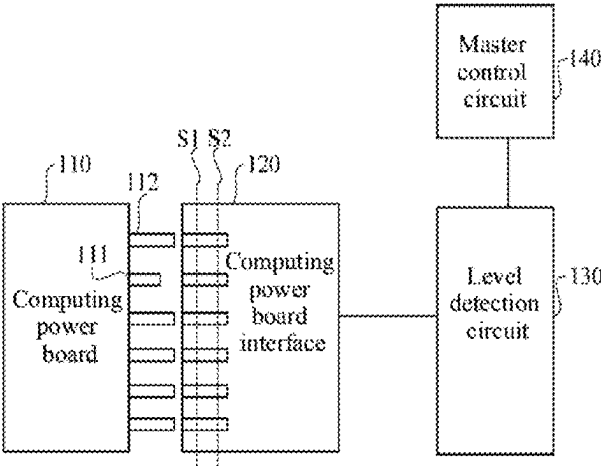 Master
control
circuit
140
S1 S2
110
112
120
111
Computing
power
board
Computing
power
board
interface
Level
detection
circuit
130